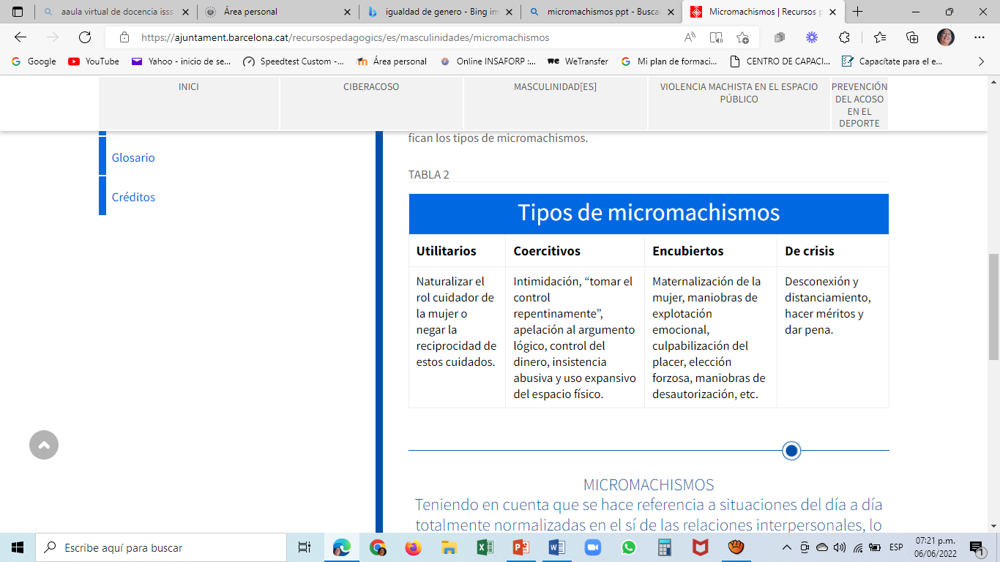 aaula virtual de docencia isss
Área personal
igualdad de genero - Bing im
micromachismos ppt - Busca
Micromachismos | Recursos p
https://ajuntament.barcelona.cat/recursospedagogics/es/masculinidades/micromachismos
Google
YouTube
Yahoo - inicio de se...
Speedtest Custom -...
Área personal
Online INSAFORP :...
WeTransfer
Mi plan de formaci...
CENTRO DE CAPACI...
Capacítate para el e...
INICI
CIBERACOSO
MASCULINIDAD[ES]
VIOLENCIA MACHISTA EN EL ESPACIO
PÚBLICO
PREVENCIÓN
DEL ACOSO
EN EL
DEPORTE
Glosario
Créditos
fican los tipos de micromachismos.
TABLA 2
Tipos de micromachismos
Utilitarios
Coercitivos
Encubiertos
De crisis
Naturalizar el
rol cuidador de
la mujer o
negar la
reciprocidad de
estos cuidados.
Intimidación, “tomar el
control
repentinamente”,
apelación al argumento
lógico, control del
dinero, insistencia
abusiva y uso expansivo
del espacio físico.
Maternalización de la
mujer, maniobras de
explotación
emocional,
culpabilización del
placer, elección
forzosa, maniobras de
desautorización, etc.
Desconexión y
distanciamiento,
hacer méritos y
dar pena.
MICROMACHISMOS
Teniendo en cuenta que se hace referencia a situaciones del día a día
totalmente normalizadas en el sí de las relaciones interpersonales, lo
Escribe aquí para buscar
ESP
07:21 p.m.
06/06/2022
1